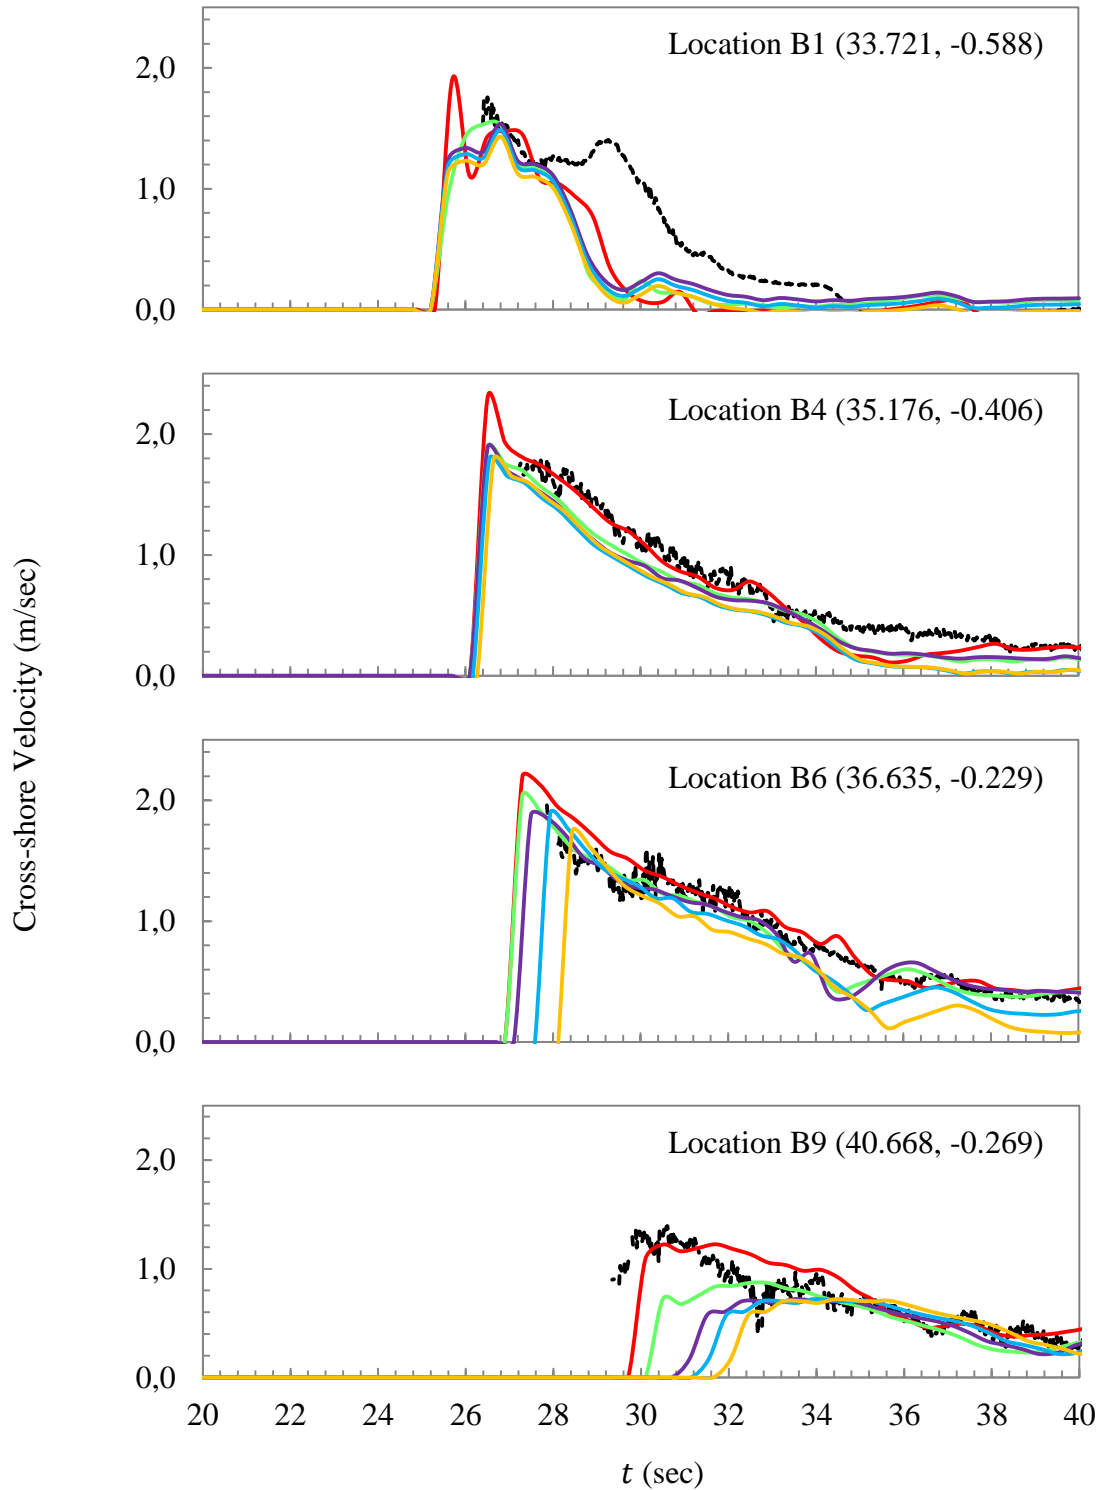 Location B1 (33.721, -0.588)
2,0
1,0
0,0
Location B4 (35.176, -0.406)
2,0
1,0
0,0
Cross-shore Velocity (m/sec)
Location B6 (36.635, -0.229)
2,0
1,0
0,0
Location B9 (40.668, -0.269)
2,0
1,0
0,0
20 22 24 26 28 30 32 34 36 38 40
t (sec)